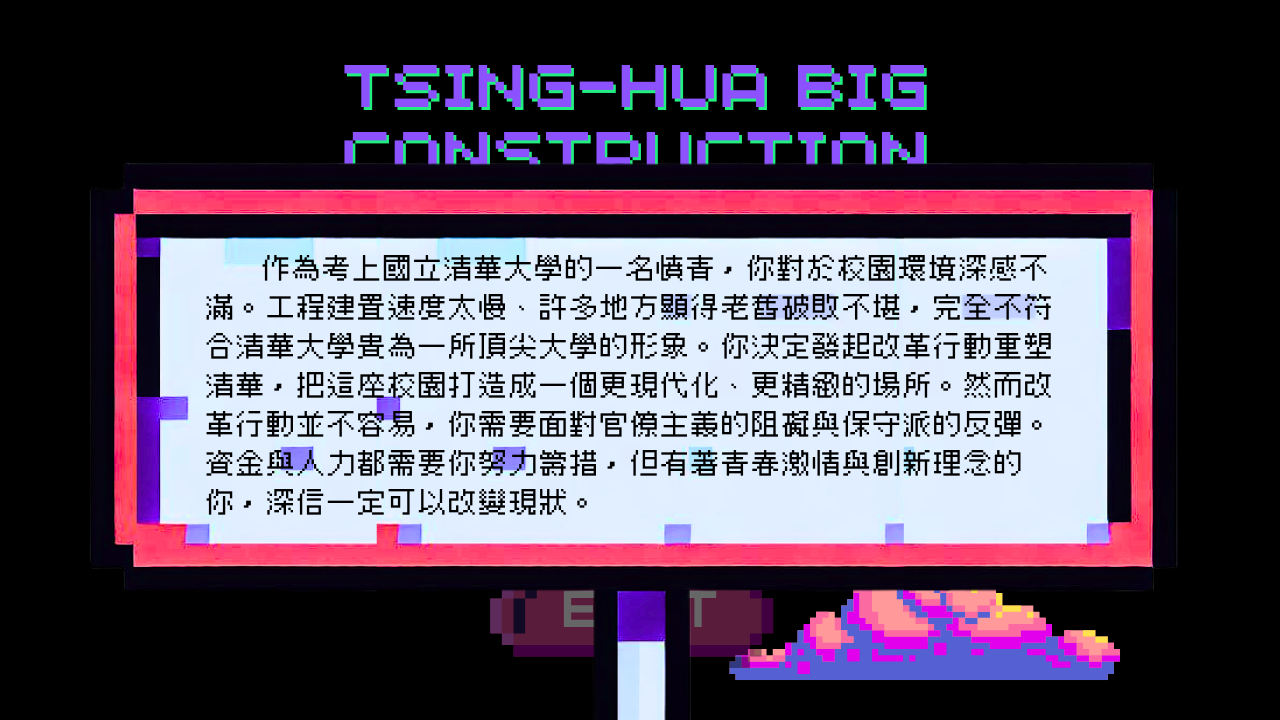 TSING-HUA BIG
CONSTRUCTION
作為考上國立清華大學的一名憤青，你對於校園環境深感不
滿。工程建置速度太慢、許多地方顯得老舊破敗不堪，完全不符
合清華大學貴為一所頂尖大學的形象。你決定發起改革行動重塑
清華，把這座校園打造成一個更現代化、更精緻的場所。然而改
革行動並不容易，你需要面對官僚主義的阻礙與保守派的反彈。
資金與人力都需要你努力籌措，但有著青春激情與創新理念的
你，深信一定可以改變現狀。